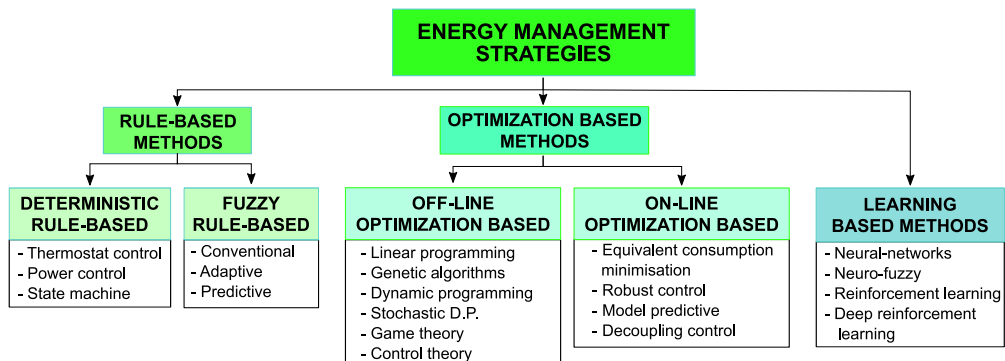 ENERGY MANAGEMENT
STRATEGIES
RULE-BASED
METHODS
OPTIMIZATION BASED
METHODS
DETERMINISTIC
RULE-BASED
- Thermostat control
- Power control
- State machine
FUZZY
RULE-BASED
- Conventional
- Adaptive
- Predictive
OFF-LINE
OPTIMIZATION BASED
- Linear programming
- Genetic algorithms
- Dynamic programming
- Stochastic D.P.
- Game theory
- Control theory
ON-LINE
OPTIMIZATION BASED
- Equivalent consumption
minimisation
- Robust control
- Model predictive
- Decoupling control
LEARNING
BASED METHODS
- Neural-networks
- Neuro-fuzzy
- Reinforcement learning
- Deep reinforcement
learning